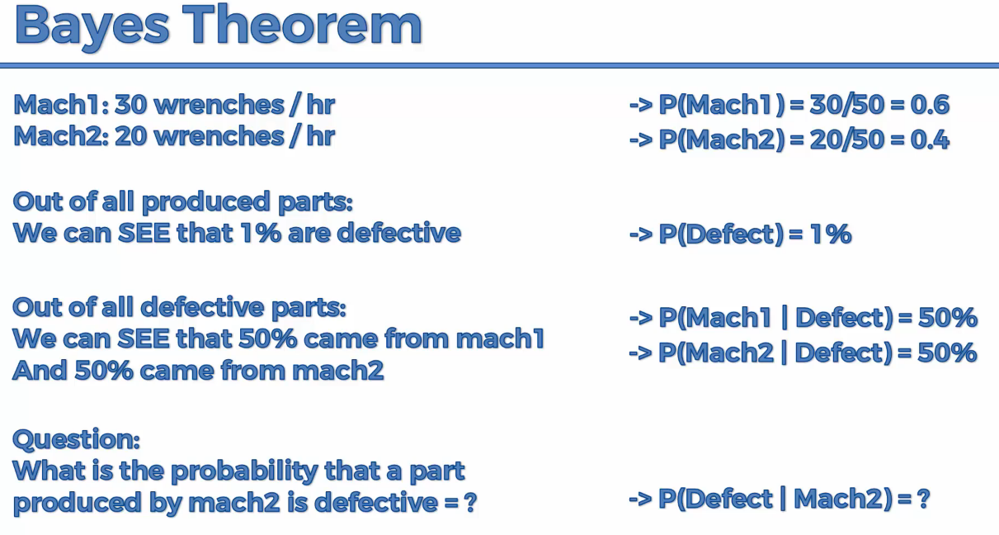 Bayes Theorem
Mach1: 30 wrenches / hr
Mach2: 20 wrenches / hr
-> P(Mach1) = 30/50 = 0.6
-> P(Mach2) = 20/50 = 0.4
Out of all produced parts:
We can SEE that 1% are defective
-> P(Defect) = 1%
Out of all defective parts:
We can SEE that 50% came from mach1
And 50% came from mach2
-> P(Mach1 | Defect) = 50%
-> P(Mach2 | Defect) = 50%
Question:
What is the probability that a part
produced by mach2 is defective = ?
-> P(Defect | Mach2) = ?